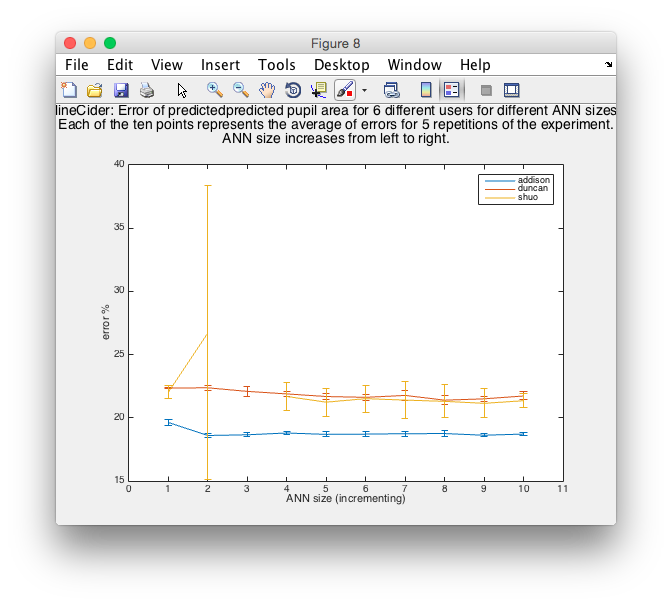 Figure 8
File Edit View Insert Tools Desktop Window Help
lineCider: Error of predictedpredicted pupil area for 6 different users for different ANN sizes
Each of the ten points represents the average of errors for 5 repetitions of the experiment.
ANN size increases from left to right.
40
35
30
25
20
15
error %
addison
duncan
shuo
0 1 2 3 4 5 6 7 8 9 10 11
ANN size (incrementing)